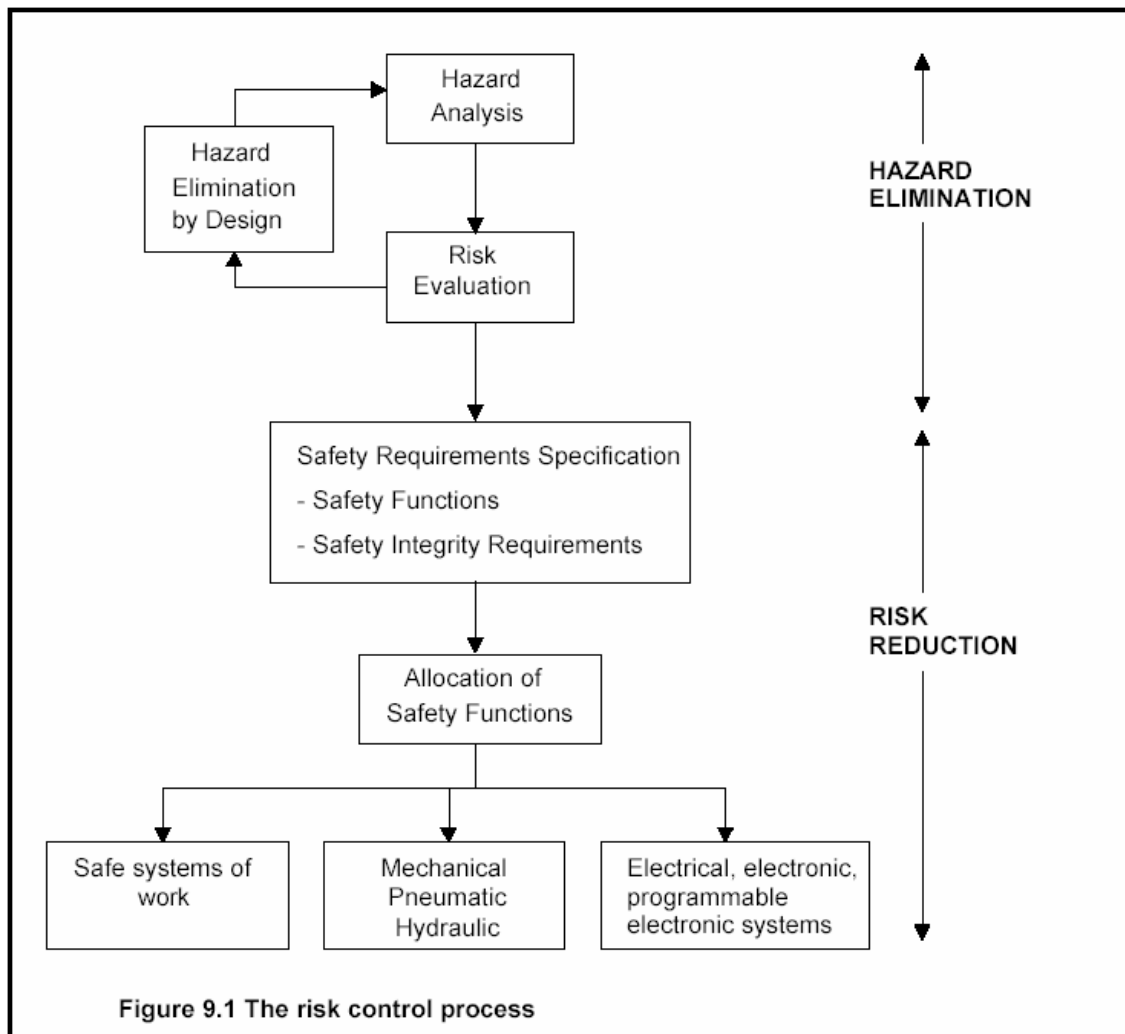 Hazard
Analysis
Hazard
Elimination
by Design
Risk
Evaluation
HAZARD
ELIMINATION
Safety Requirements Specification
- Safety Functions
- Safety Integrity Requirements
RISK
REDUCTION
Allocation of
Safety Functions
Safe systems of
work
Mechanical
Pneumatic
Hydraulic
Electrical, electronic,
programmable
electronic systems
Figure 9.1 The risk control process